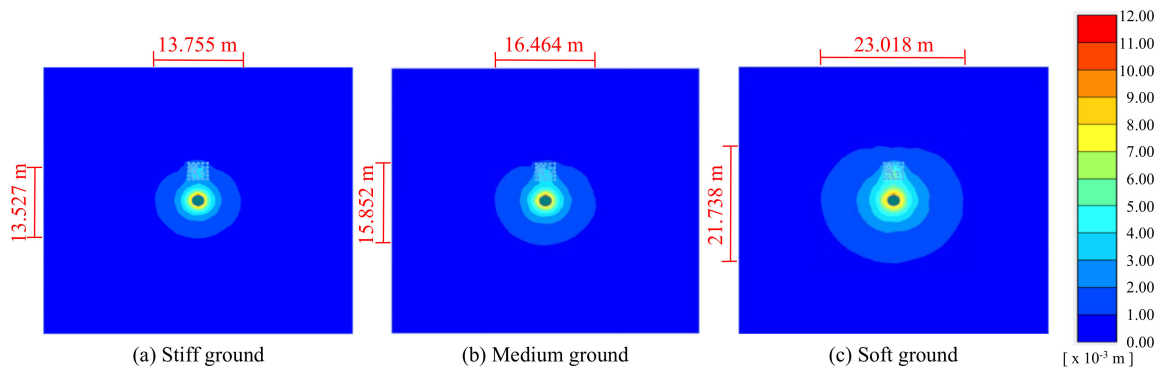 13.755 m
16.464 m
23.018 m
13.527 m
15.852 m
21.738 m
12.00
11.00
10.00
9.00
8.00
7.00
6.00
5.00
4.00
3.00
2.00
1.00
0.00
[ x 10⁻³ m ]
(a) Stiff ground
(b) Medium ground
(c) Soft ground